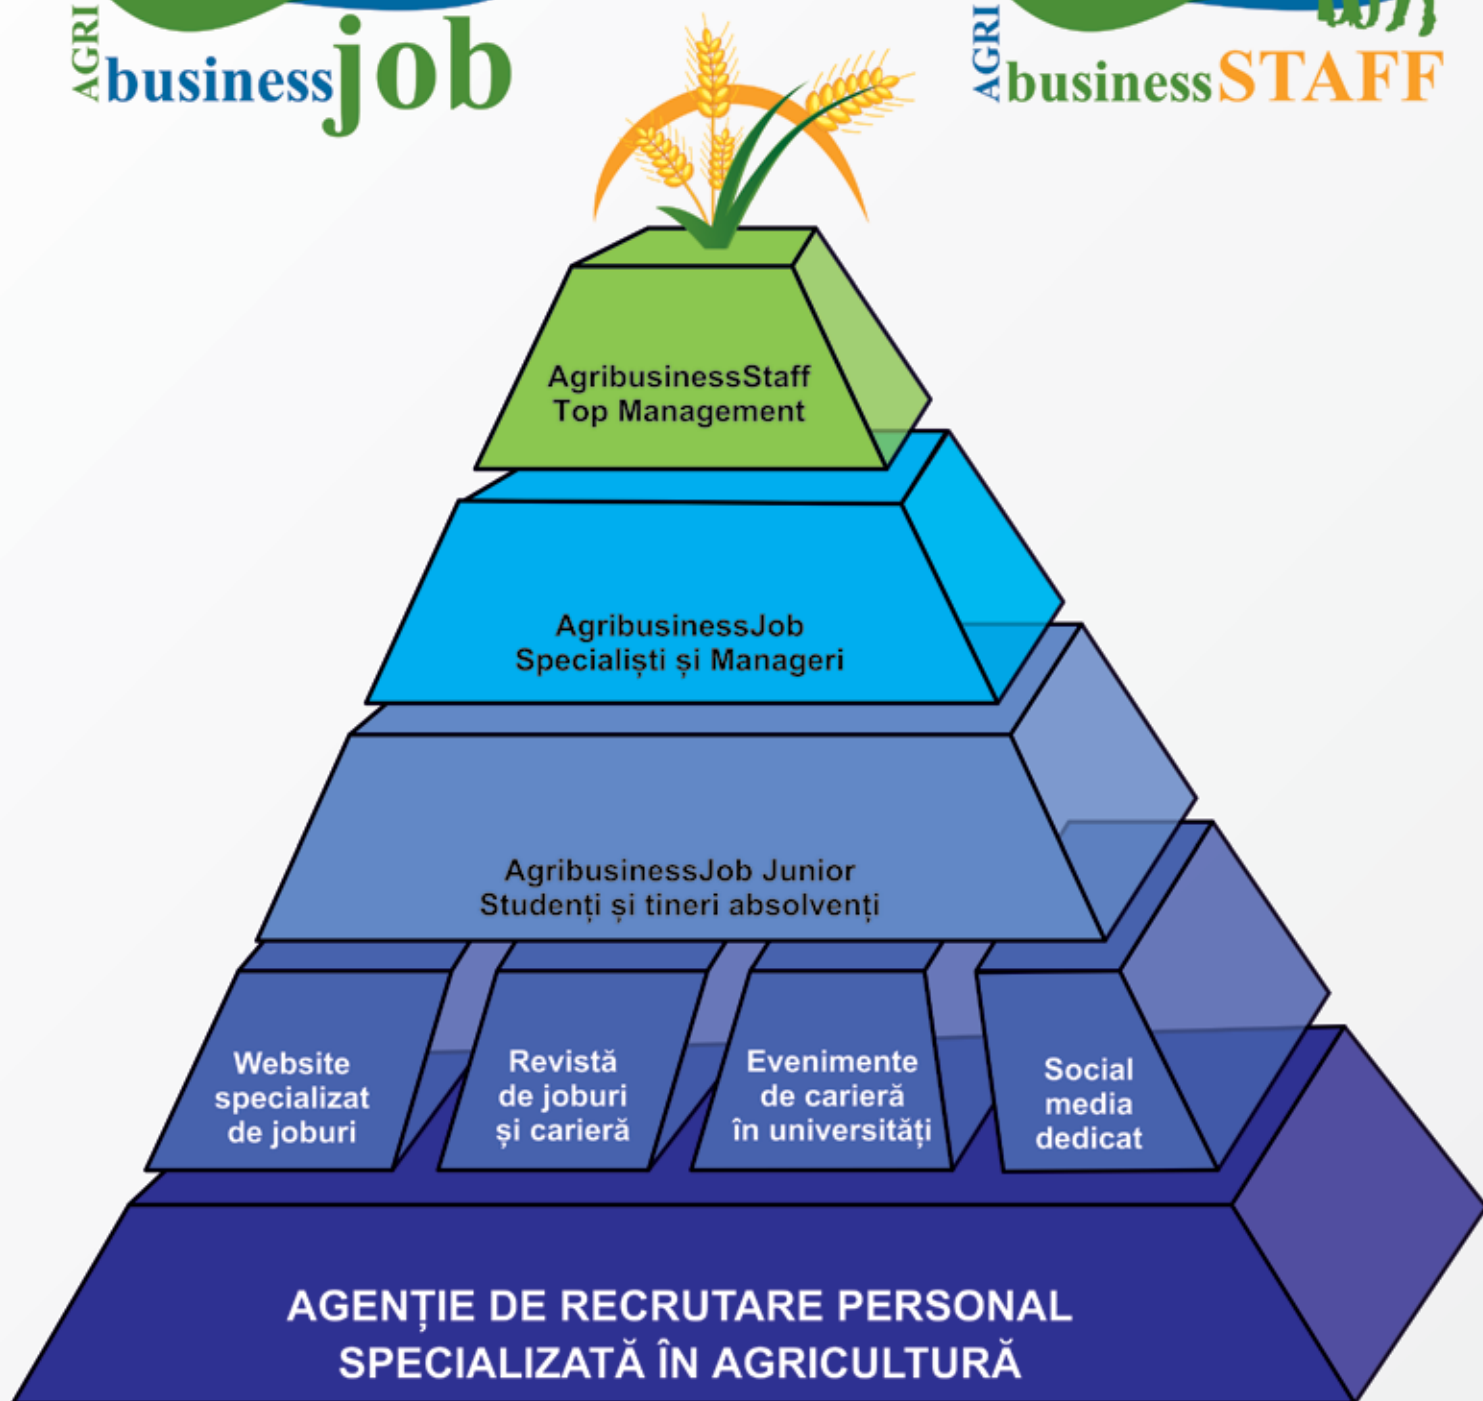 AGRI
businessjob
AGRI
businessSTAFF
AgribusinessStaff
Top Management
AgribusinessJob
Specialiști și Manageri
AgribusinessJob Junior
Studenți și tineri absolvenți
Website
specializat
de joburi
Revistă
de joburi
și carieră
Evenimente
de carieră
în universități
Social
media
dedicat
AGENȚIE DE RECRUTARE PERSONAL
SPECIALIZATĂ ÎN AGRICULTURĂ